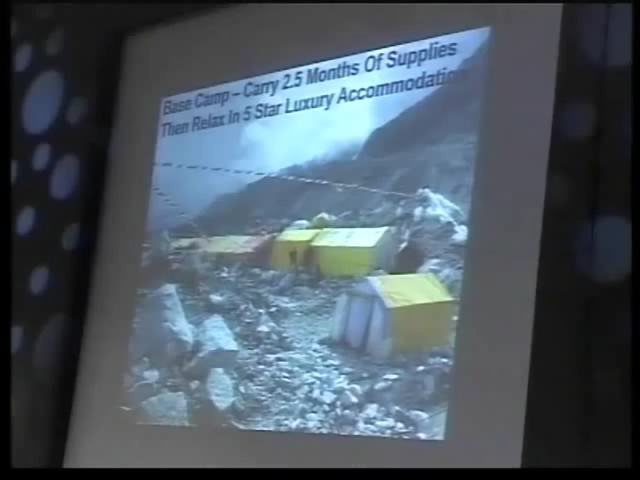 Base Camp – Carry 2.5 Months Of Supplies
Then Relax In 5 Star Luxury Accommodation